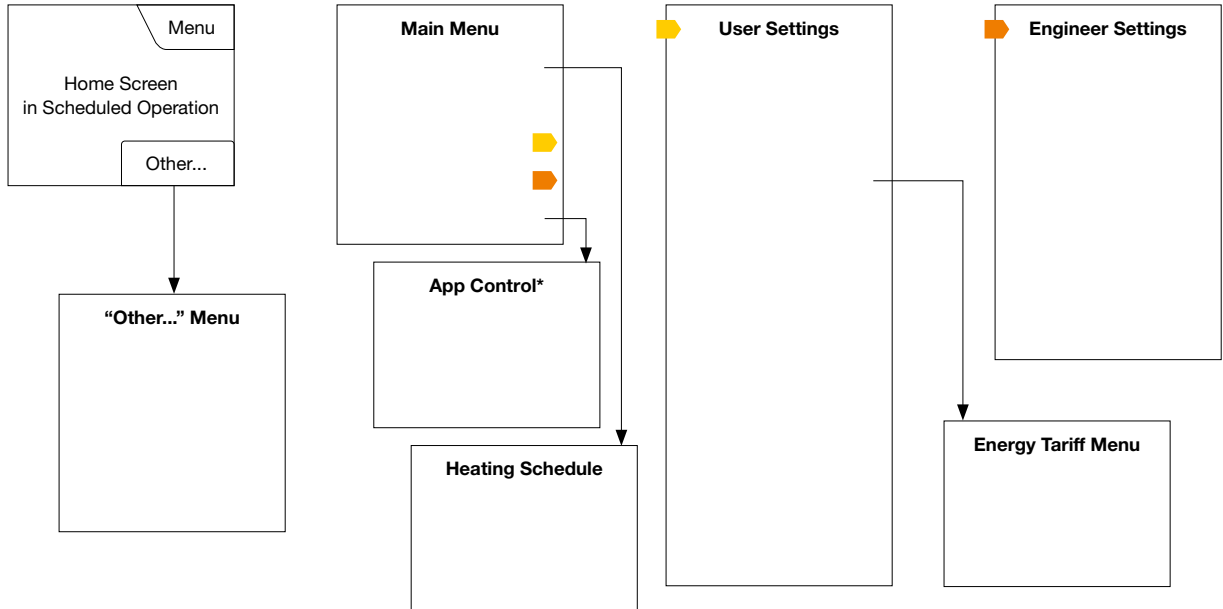 Menu
Home Screen
in Scheduled Operation
Other...
“Other...” Menu
Main Menu
App Control*
Heating Schedule
User Settings
Engineer Settings
Energy Tariff Menu